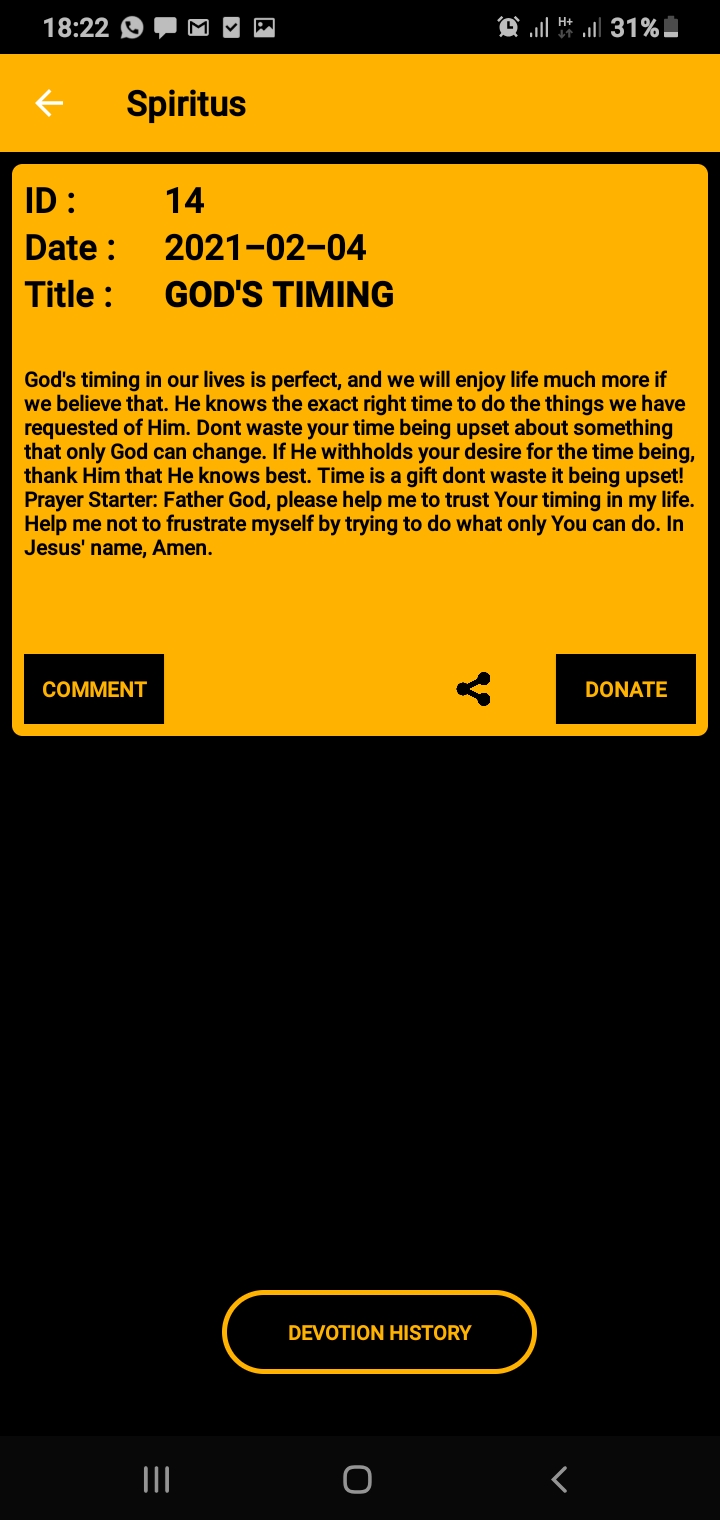 18:22 H+ 31%
Spiritus
ID : 14
Date : 2021-02-04
Title : GOD'S TIMING
God's timing in our lives is perfect, and we will enjoy life much more if
we believe that. He knows the exact right time to do the things we have
requested of Him. Dont waste your time being upset about something
that only God can change. If He withholds your desire for the time being,
thank Him that He knows best. Time is a gift dont waste it being upset!
Prayer Starter: Father God, please help me to trust Your timing in my life.
Help me not to frustrate myself by trying to do what only You can do. In
Jesus' name, Amen.
COMMENT DONATE
DEVOTION HISTORY